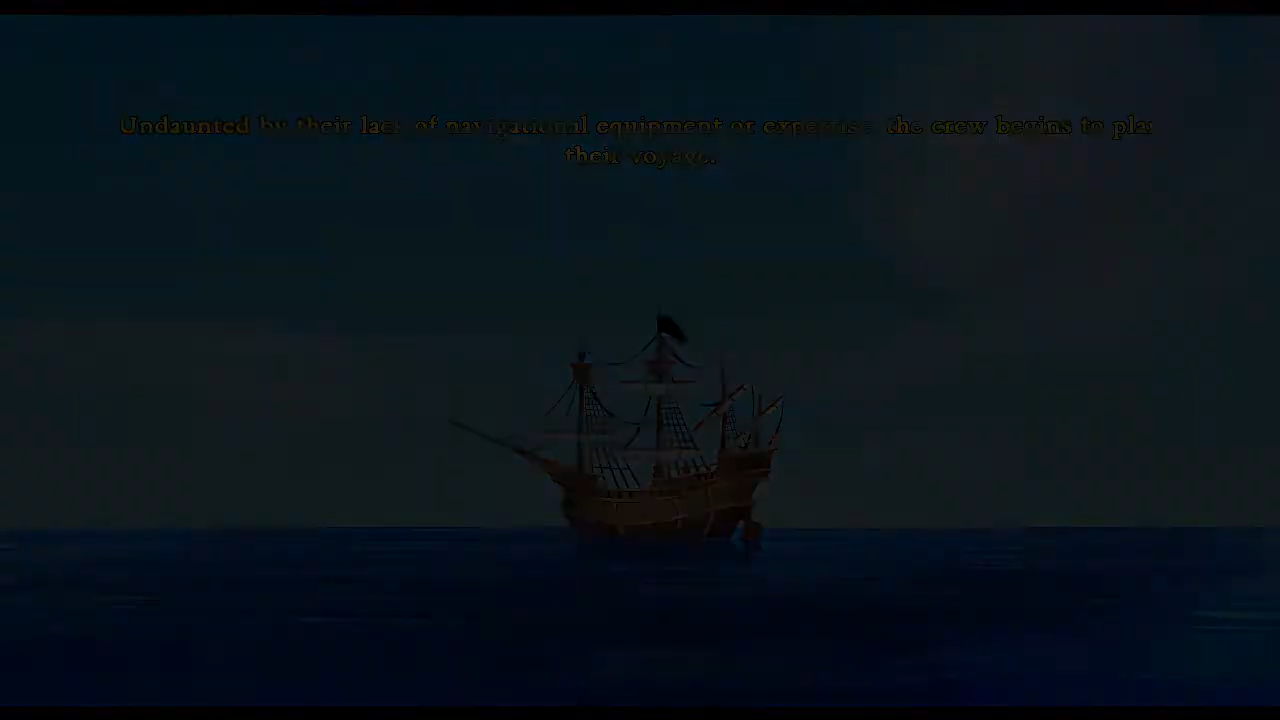 Undaunted by their lack of navigational equipment or expertise, the crew begins to plan
their voyage.